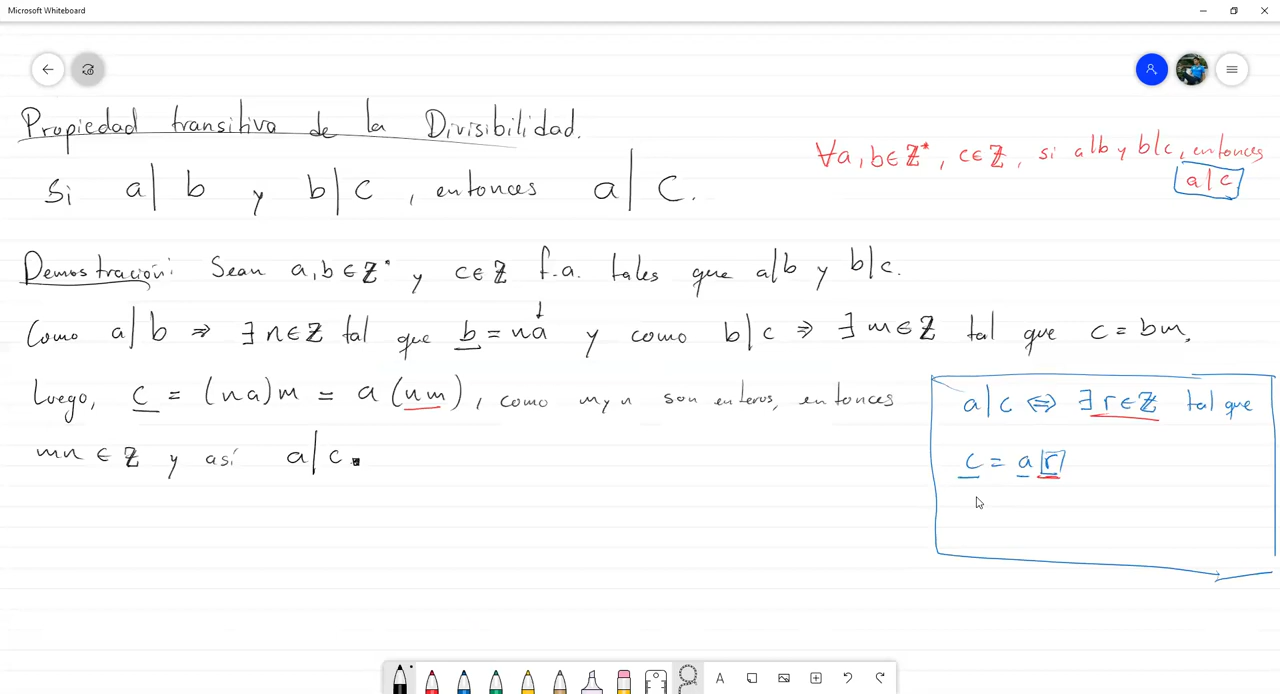 Microsoft Whiteboard
Propiedad transitiva de la Divisibilidad.
∀a, b∈ℤ*, c∈ℤ, si a|b y b|c, entonces
a|c
Si a|b y b|c, entonces a|c.
Demostración: Sean a,b∈ℤ* y c∈ℤ f.a. tales que a|b y b|c.
Como a|b ⇒ ∃n∈ℤ tal que b=na y como b|c ⇒ ∃m∈ℤ tal que c=bm.
Luego, c = (na)m = a(nm), como m y n son enteros, entonces
mn∈ℤ y así a|c.
a|c ⇔ ∃r∈ℤ tal que
c = a r
A